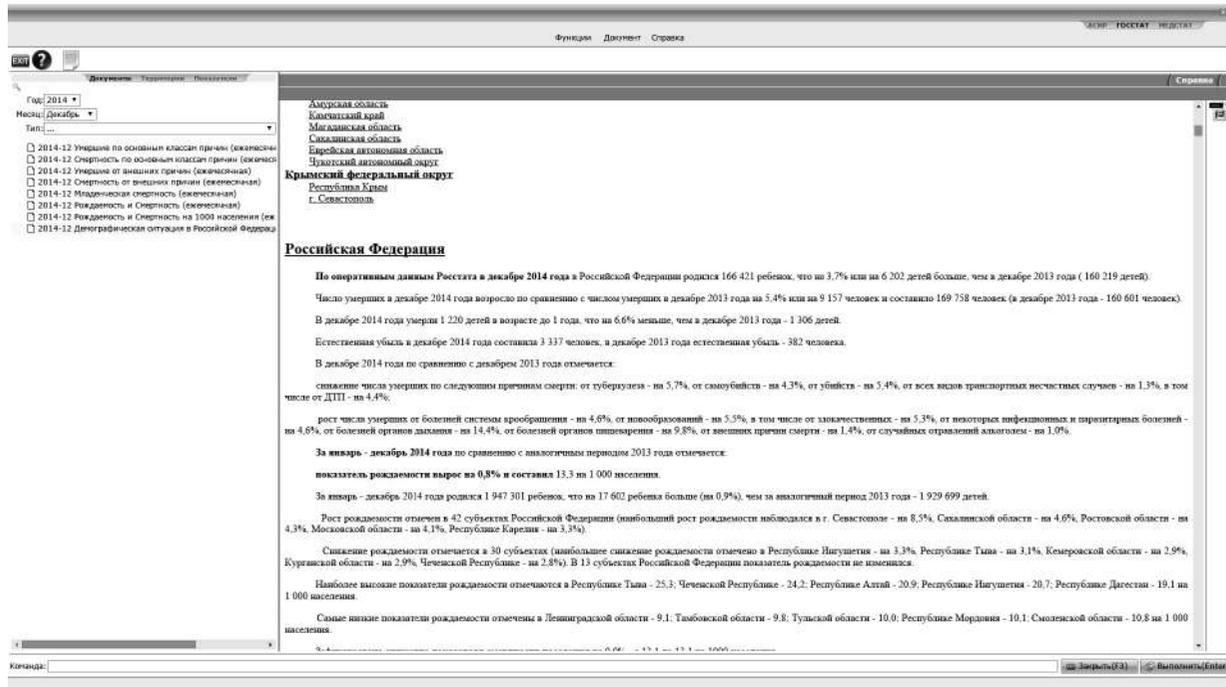 АСИР ГОССТАТ МЕДСТАТ
Функции Документ Справка
EXIT ?
Документы Территории Показатели
Справка
Год: 2014
Месяц: Декабрь
Тип: ...
2014-12 Умершие по основным классам причин (ежемесячн
2014-12 Смертность по основным классам причин (ежемеся
2014-12 Умершие от внешних причин (ежемесячная)
2014-12 Смертность от внешних причин (ежемесячная)
2014-12 Младенческая смертность (ежемесячная)
2014-12 Рождаемость и Смертность (ежемесячная)
2014-12 Рождаемость и Смертность на 1000 населения (еж
2014-12 Демографическая ситуация в Российской Федерац
Амурская область
Камчатский край
Магаданская область
Сахалинская область
Еврейская автономная область
Чукотский автономный округ
Крымский федеральный округ
Республика Крым
г. Севастополь
Российская Федерация
По оперативным данным Росстата в декабре 2014 года в Российской Федерации родился 166 421 ребенок, что на 3,7% или на 6 202 детей больше, чем в декабре 2013 года ( 160 219 детей).
Число умерших в декабре 2014 года возросло по сравнению с числом умерших в декабре 2013 года на 5,4% или на 9 157 человек и составило 169 758 человек (в декабре 2013 года - 160 601 человек).
В декабре 2014 года умерли 1 220 детей в возрасте до 1 года, что на 6,6% меньше, чем в декабре 2013 года - 1 306 детей.
Естественная убыль в декабре 2014 года составила 3 337 человек, в декабре 2013 года естественная убыль - 382 человека.
В декабре 2014 года по сравнению с декабрем 2013 года отмечается:
снижение числа умерших по следующим причинам смерти: от туберкулеза - на 5,7%, от самоубийств - на 4,3%, от убийств - на 5,4%, от всех видов транспортных несчастных случаев - на 1,3%, в том
числе от ДТП - на 4,4%;
рост числа умерших от болезней системы крообращения - на 4,6%, от новообразований - на 5,5%, в том числе от злокачественных - на 5,3%, от некоторых инфекционных и паразитарных болезней -
на 4,6%, от болезней органов дыхания - на 14,4%, от болезней органов пищеварения - на 9,8%, от внешних причин смерти - на 1,4%, от случайных отравлений алкоголем - на 1,0%.
За январь - декабрь 2014 года по сравнению с аналогичным периодом 2013 года отмечается:
показатель рождаемости вырос на 0,8% и составил 13,3 на 1 000 населения.
За январь - декабрь 2014 года родился 1 947 301 ребенок, что на 17 602 ребенка больше (на 0,9%), чем за аналогичный период 2013 года - 1 929 699 детей.
Рост рождаемости отмечен в 42 субъектах Российской Федерации (наибольший рост рождаемости наблюдался в г. Севастополе - на 8,5%, Сахалинской области - на 4,6%, Ростовской области - на
4,3%, Московской области - на 4,1%, Республике Карелия - на 3,3%).
Снижение рождаемости отмечается в 30 субъектах (наибольшее снижение рождаемости отмечено в Республике Ингушетия - на 3,3%, Республике Тыва - на 3,1%, Кемеровской области - на 2,9%,
Курганской области - на 2,9%, Чеченской Республике - на 2,8%). В 13 субъектах Российской Федерации показатель рождаемости не изменился.
Наиболее высокие показатели рождаемости отмечаются в Республике Тыва - 25,3; Чеченской Республике - 24,2; Республике Алтай - 20,9; Республике Ингушетия - 20,7; Республике Дагестан - 19,1 на
1 000 населения.
Самые низкие показатели рождаемости отмечены в Ленинградской области - 9,1; Тамбовской области - 9,8; Тульской области - 10,0; Республике Мордовия - 10,1; Смоленской области - 10,8 на 1 000
населения.
Команда:
Закрыть(F3) Выполнить(Enter